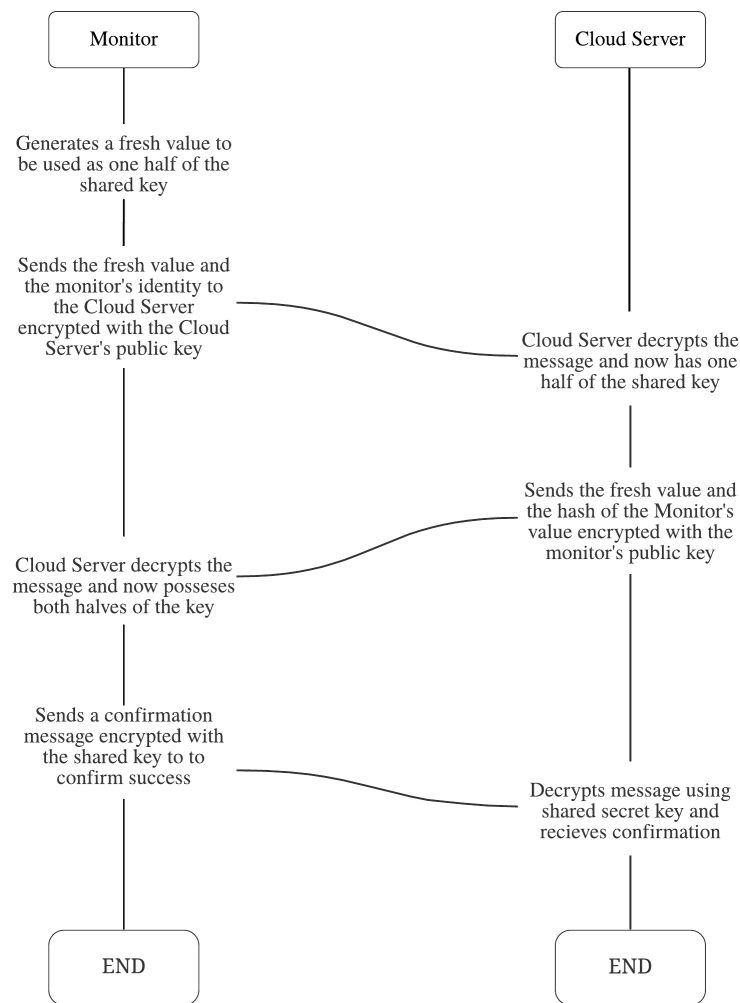 Monitor
Cloud Server
Generates a fresh value to
be used as one half of the
shared key
Sends the fresh value and
the monitor's identity to
the Cloud Server
encrypted with the Cloud
Server's public key
Cloud Server decrypts the
message and now has one
half of the shared key
Sends the fresh value and
the hash of the Monitor's
value encrypted with the
monitor's public key
Cloud Server decrypts the
message and now posseses
both halves of the key
Sends a confirmation
message encrypted with
the shared key to to
confirm success
Decrypts message using
shared secret key and
recieves confirmation
END
END